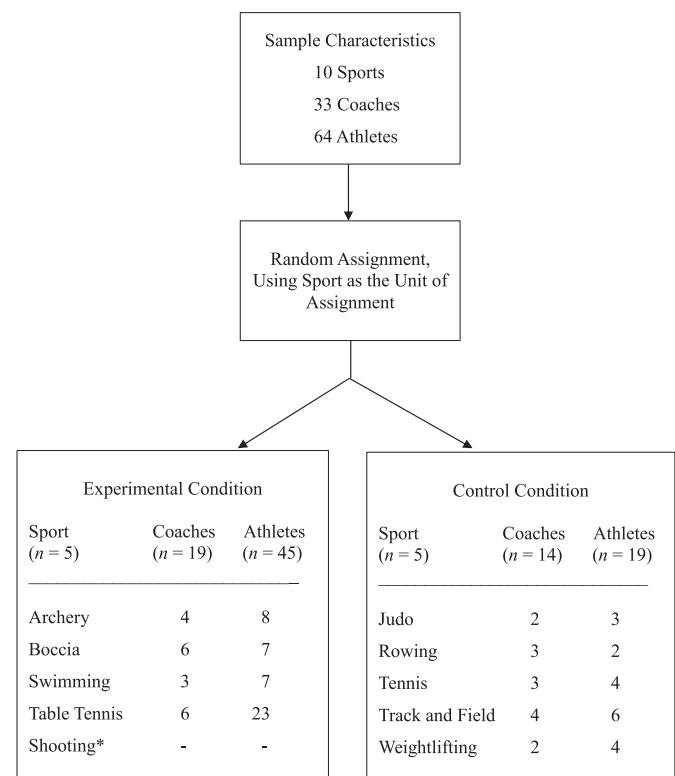 Sample Characteristics
10 Sports
33 Coaches
64 Athletes
Random Assignment,
Using Sport as the Unit of
Assignment
Experimental Condition
Sport Coaches Athletes
(n = 5) (n = 19) (n = 45)
Archery 4 8
Boccia 6 7
Swimming 3 7
Table Tennis 6 23
Shooting* - -
Control Condition
Sport Coaches Athletes
(n = 5) (n = 14) (n = 19)
Judo 2 3
Rowing 3 2
Tennis 3 4
Track and Field 4 6
Weightlifting 2 4